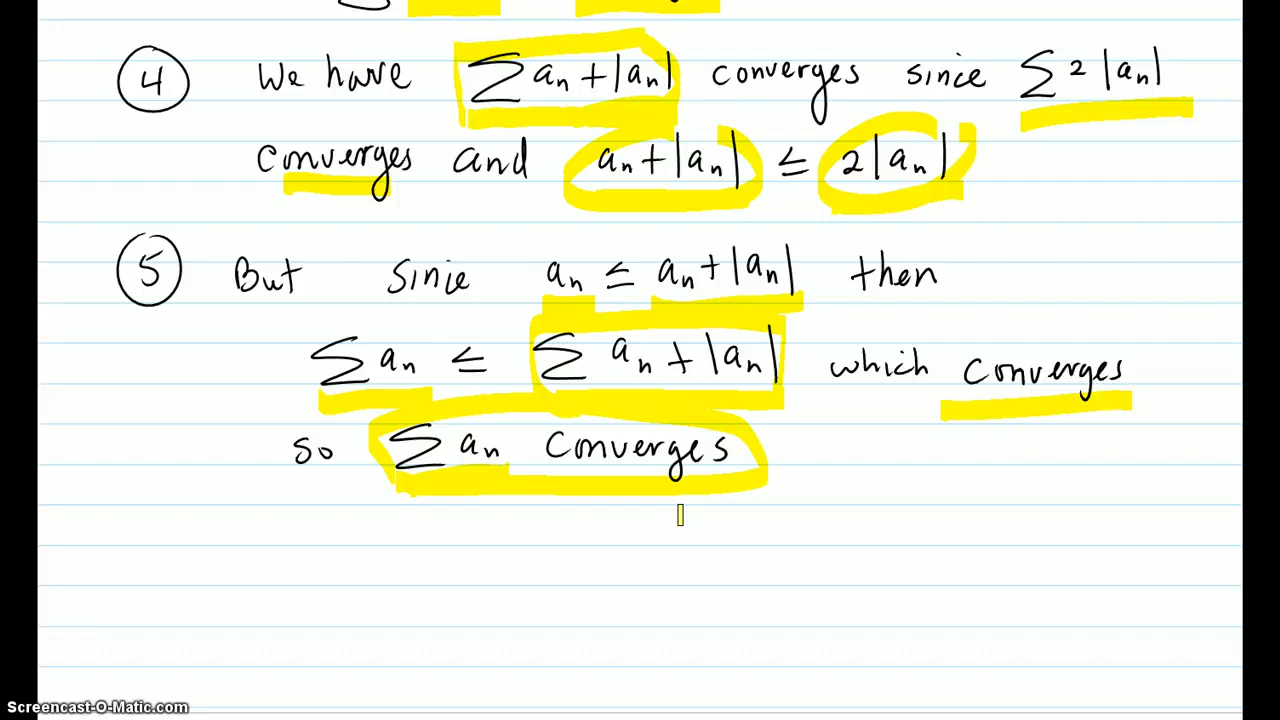 ④ We have ∑ aₙ + |aₙ| converges since ∑ 2 |aₙ|
converges and aₙ + |aₙ| ≤ 2 |aₙ|
⑤ But since aₙ ≤ aₙ + |aₙ| then
∑ aₙ ≤ ∑ aₙ + |aₙ| which converges
so ∑ aₙ converges
Screencast-O-Matic.com